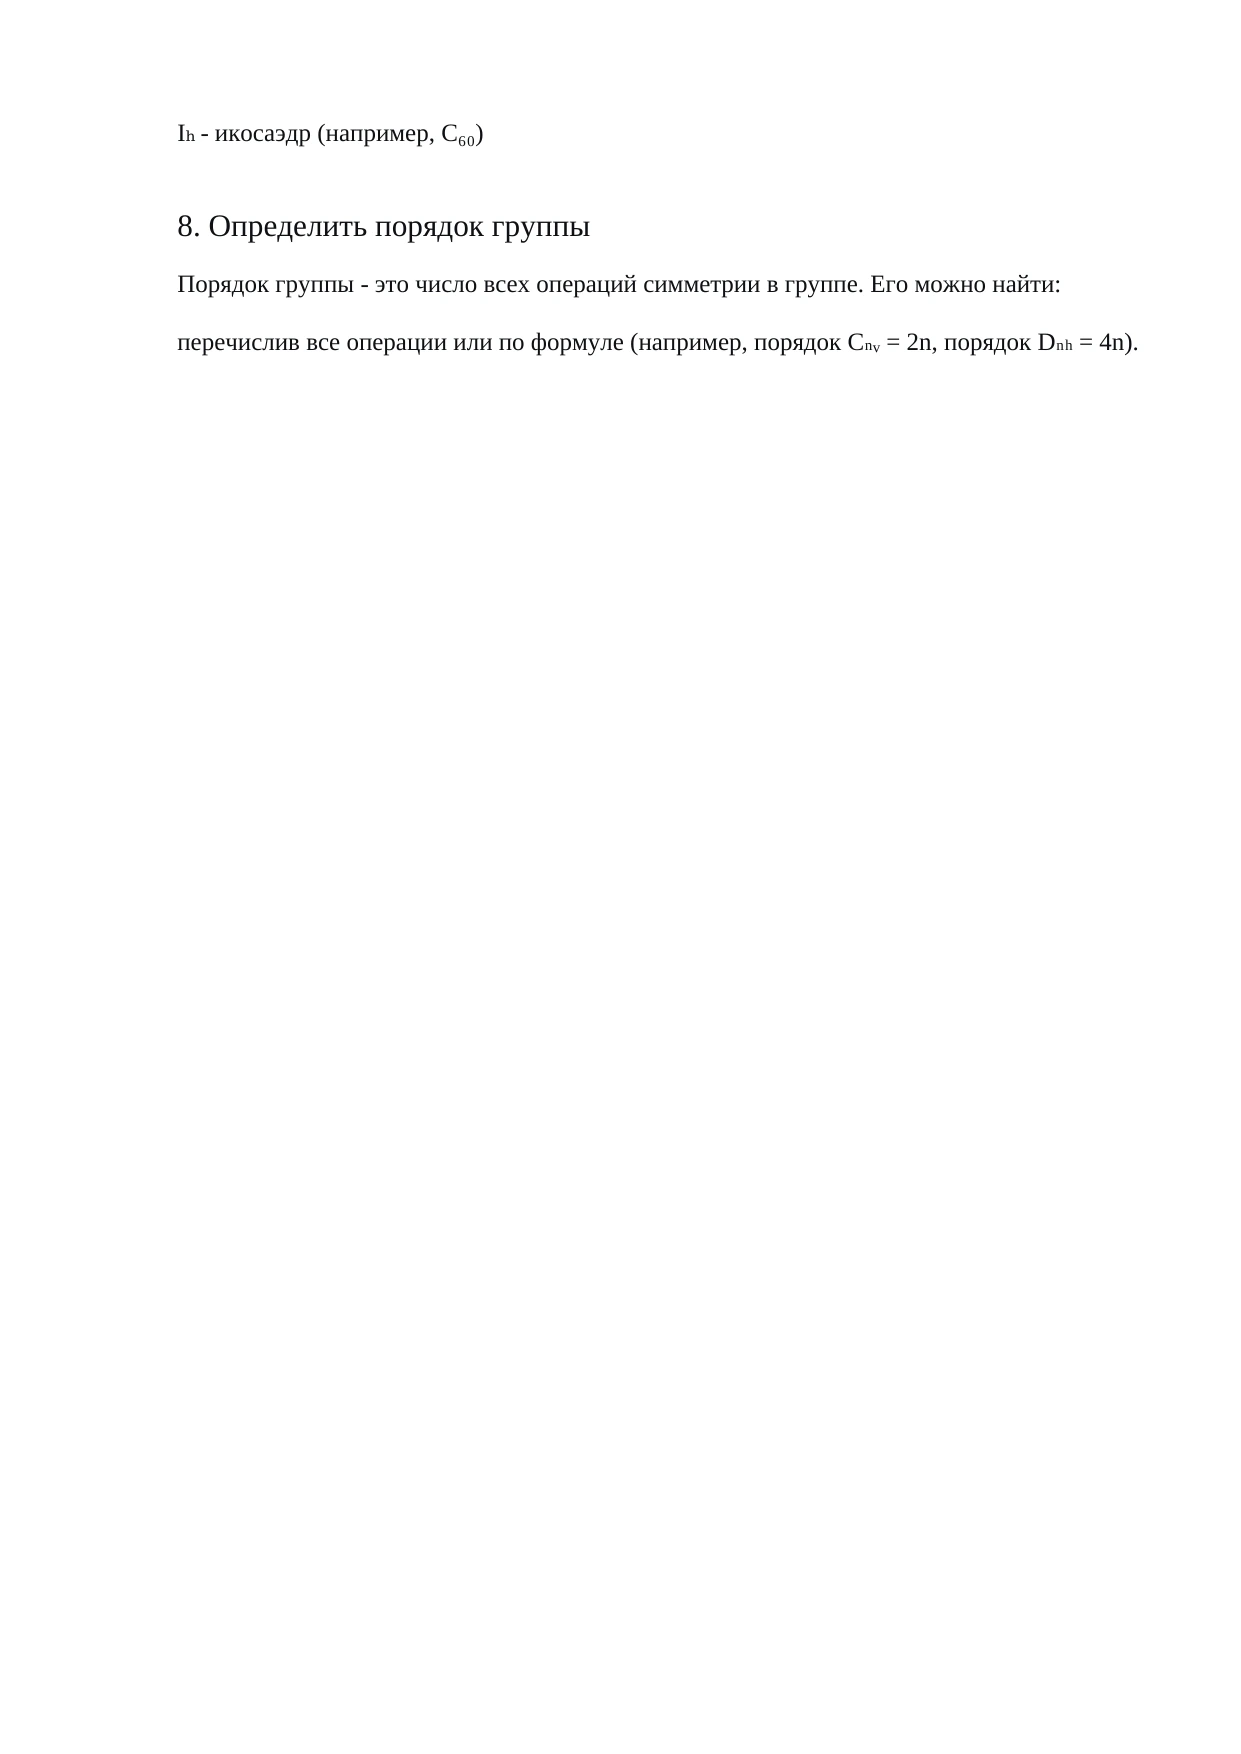 Iₕ - икосаэдр (например, C₆₀)
8. Определить порядок группы
Порядок группы - это число всех операций симметрии в группе. Его можно найти:
перечислив все операции или по формуле (например, порядок Cₙᵥ = 2n, порядок Dₙₕ = 4n).